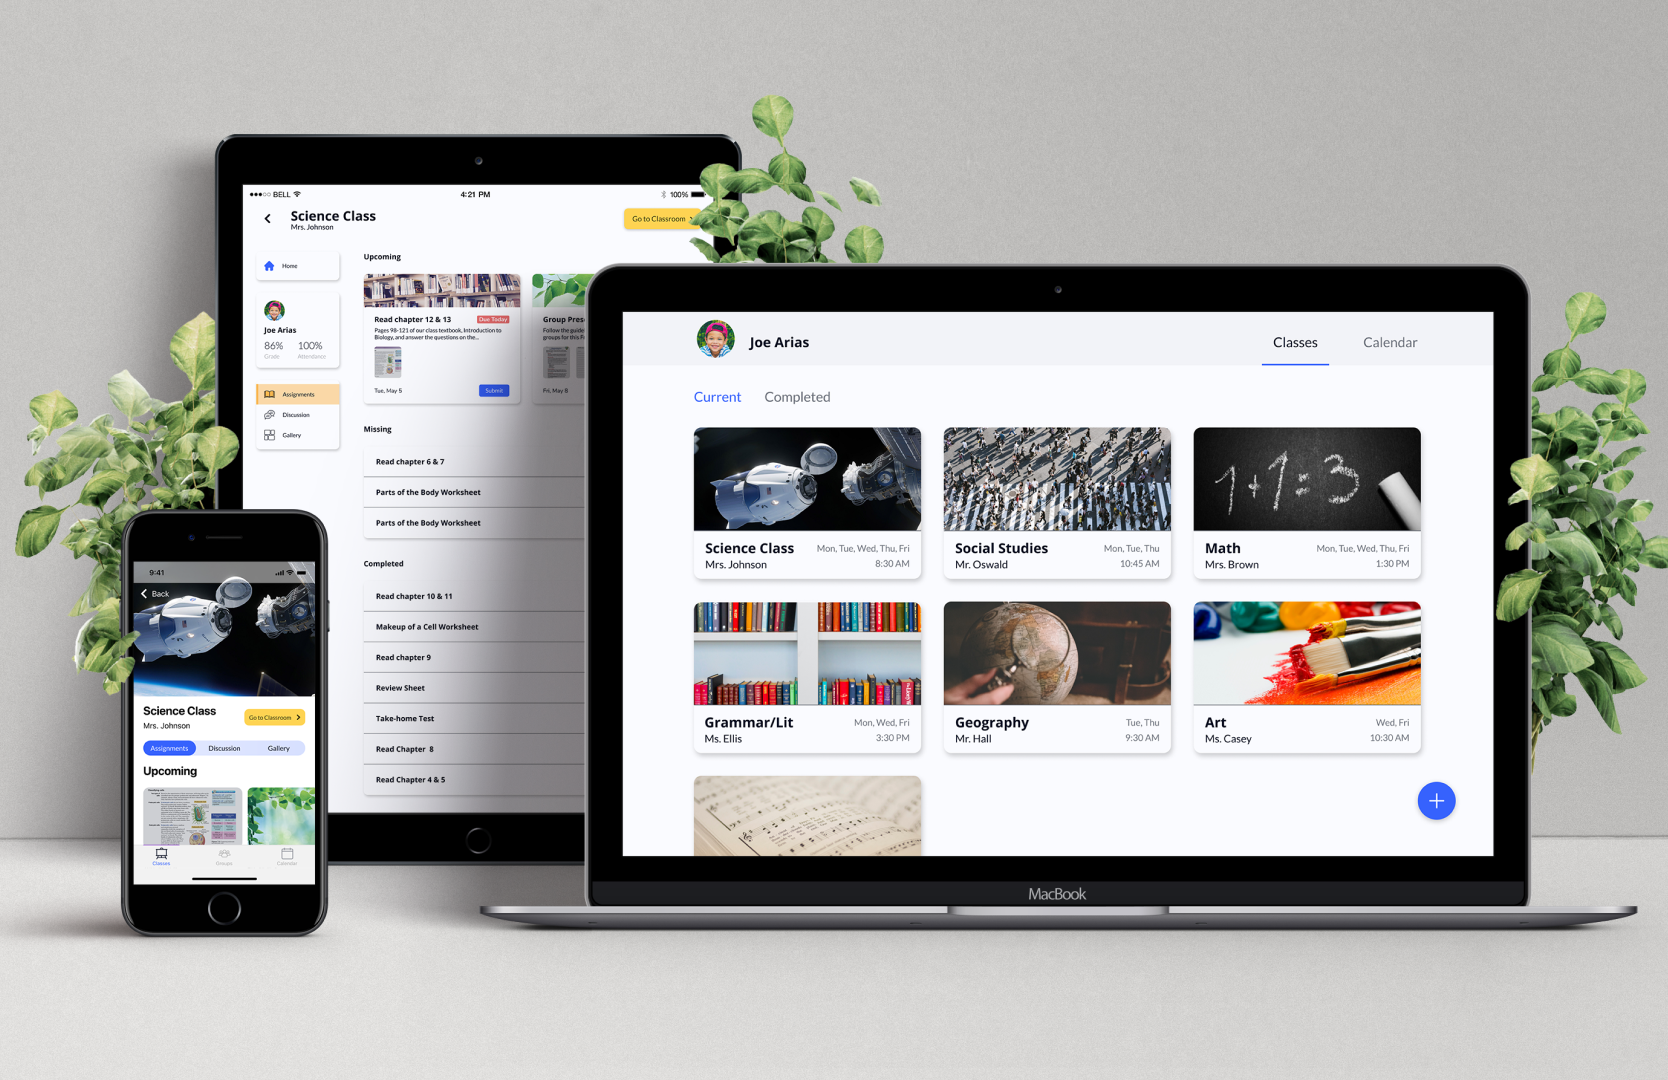 BELL
4:21 PM
100%
Science Class
Mrs. Johnson
Go to Classroom
Home
Joe Arias
86%
100%
Grade
Attendance
Assignments
Discussion
Gallery
Upcoming
Read chapter 12 & 13
Due Today
Pages 98-121 of our class textbook, Introduction to
Biology, and answer the questions on the...
Tue, May 5
Submit
Group Pres
Follow the guide
groups for this Fr
Fri, May 8
Missing
Read chapter 6 & 7
Parts of the Body Worksheet
Parts of the Body Worksheet
Completed
Read chapter 10 & 11
Makeup of a Cell Worksheet
Read chapter 9
Review Sheet
Take-home Test
Read Chapter 8
Read Chapter 4 & 5
9:41
Back
Science Class
Mrs. Johnson
Go to Classroom
Assignments
Discussion
Gallery
Upcoming
Classes
Groups
Calendar
Joe Arias
Classes
Calendar
Current
Completed
1+1=3
Science Class
Mon, Tue, Wed, Thu, Fri
Mrs. Johnson
8:30 AM
Social Studies
Mon, Tue, Thu
Mr. Oswald
10:45 AM
Math
Mon, Tue, Wed, Thu, Fri
Mrs. Brown
1:30 PM
Grammar/Lit
Mon, Wed, Fri
Ms. Ellis
3:30 PM
Geography
Tue, Thu
Mr. Hall
9:30 AM
Art
Wed, Fri
Ms. Casey
10:30 AM
MacBook